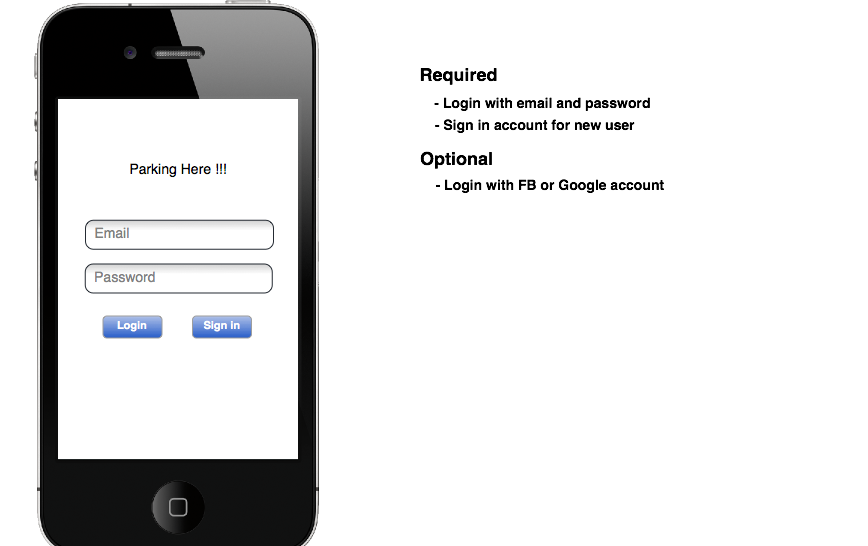 Parking Here !!!
Email
Password
Login
Sign in
Required
- Login with email and password
- Sign in account for new user
Optional
- Login with FB or Google account